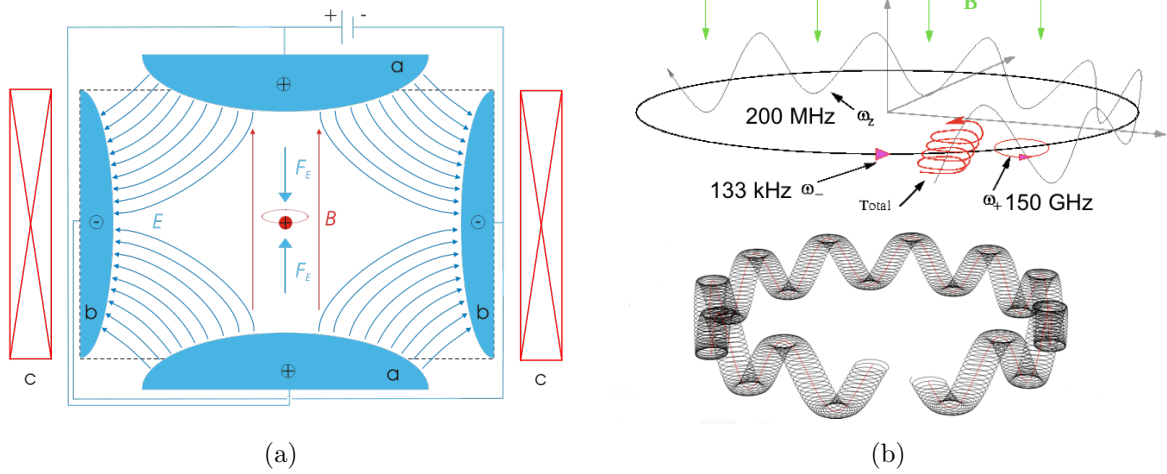 + -
a
⊕
F_E
E
⊕
B
⊖
⊖
F_E
b
b
⊕
a
c
c
(a)
B
200 MHz
ω_z
133 kHz ω_−
Total
ω_+ 150 GHz
(b)